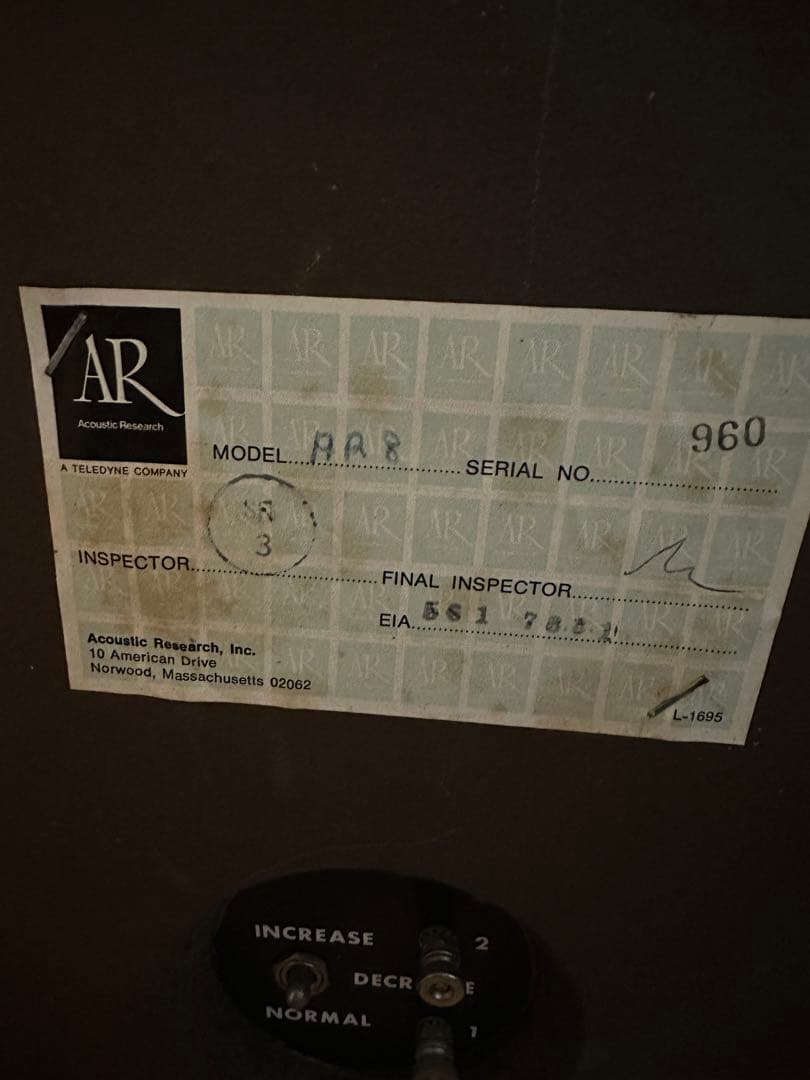 AR
Acoustic Research
A TELEDYNE COMPANY
MODEL AR8
SERIAL NO. 960
3
INSPECTOR
FINAL INSPECTOR
EIA 
Acoustic Research, Inc.
10 American Drive
Norwood, Massachusetts 02062
L-1695
INCREASE
2
NORMAL
1